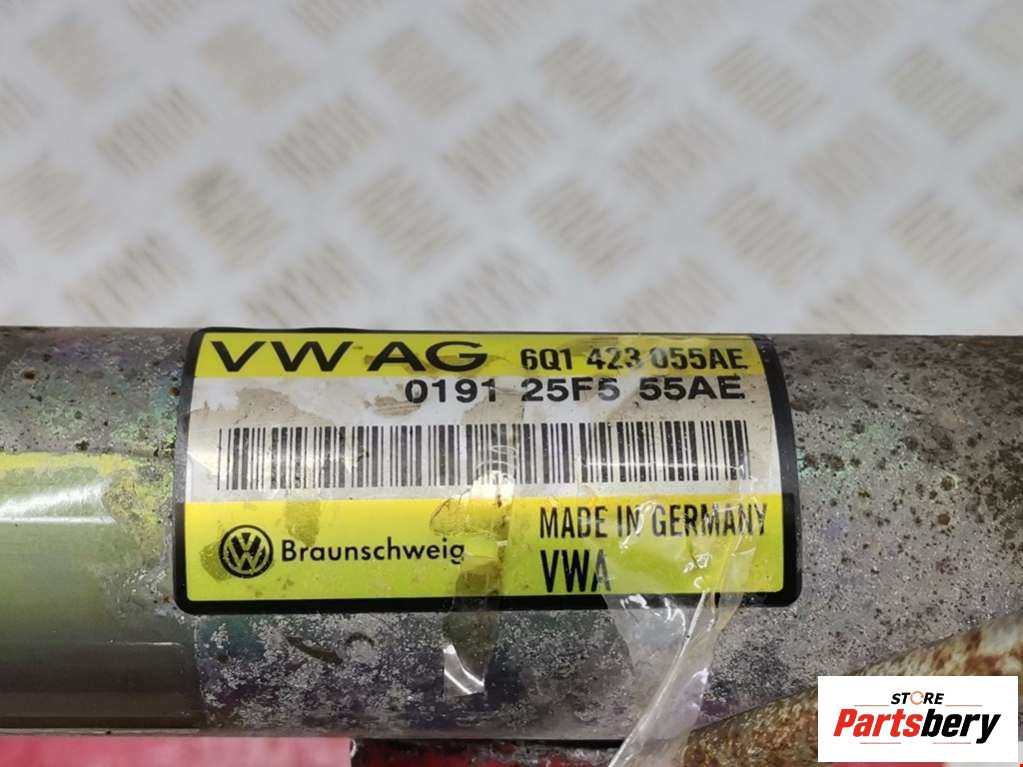 VW AG 6Q1 423 055AE
0191 25F5 55AE
MADE IN GERMANY
Braunschweig
VWA
STORE
Partsbery